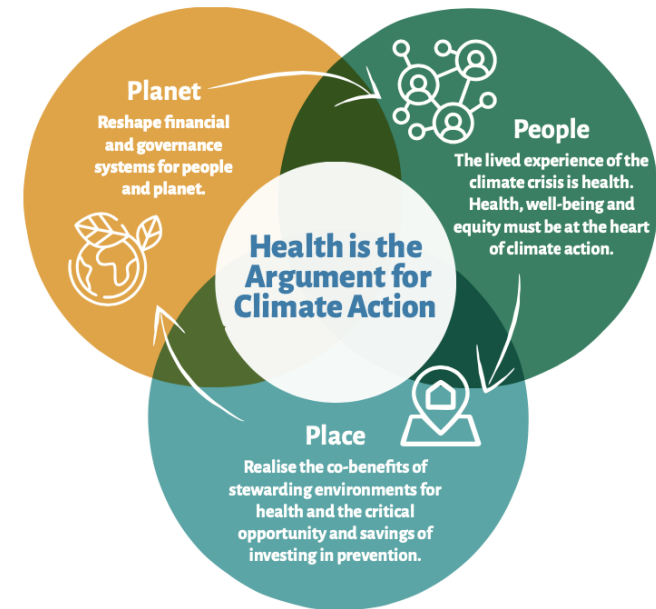 Planet
Reshape financial
and governance
systems for people
and planet.
People
The lived experience of the
climate crisis is health.
Health, well-being and
equity must be at the heart
of climate action.
Health is the
Argument for
Climate Action
Place
Realise the co-benefits of
stewarding environments for
health and the critical
opportunity and savings of
investing in prevention.